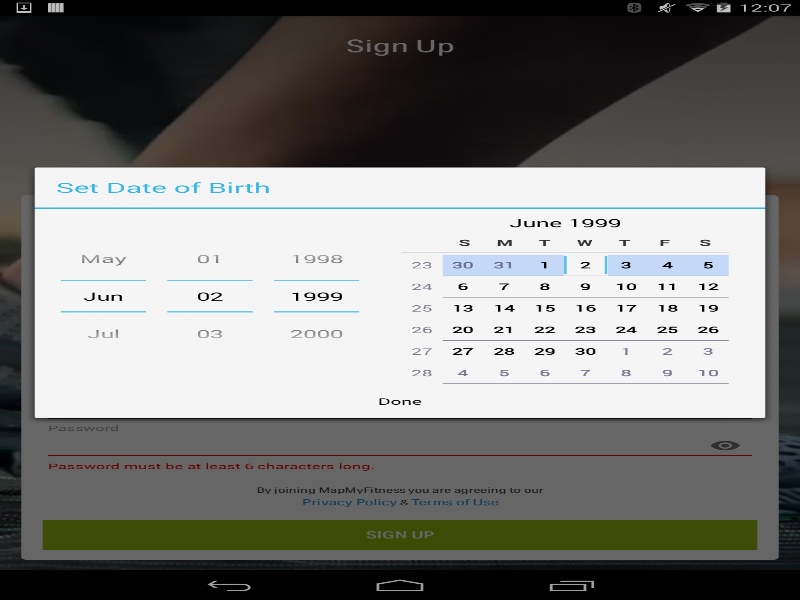 12:07
Sign Up
Set Date of Birth
May 01 1998
Jun 02 1999
Jul 03 2000
June 1999
S M T W T F S
23 30 31 1 2 3 4 5
24 6 7 8 9 10 11 12
25 13 14 15 16 17 18 19
26 20 21 22 23 24 25 26
27 27 28 29 30 1 2 3
28 4 5 6 7 8 9 10
Done
Password
Password must be at least 6 characters long.
By joining MapMyFitness you are agreeing to our
Privacy Policy & Terms of Use
SIGN UP